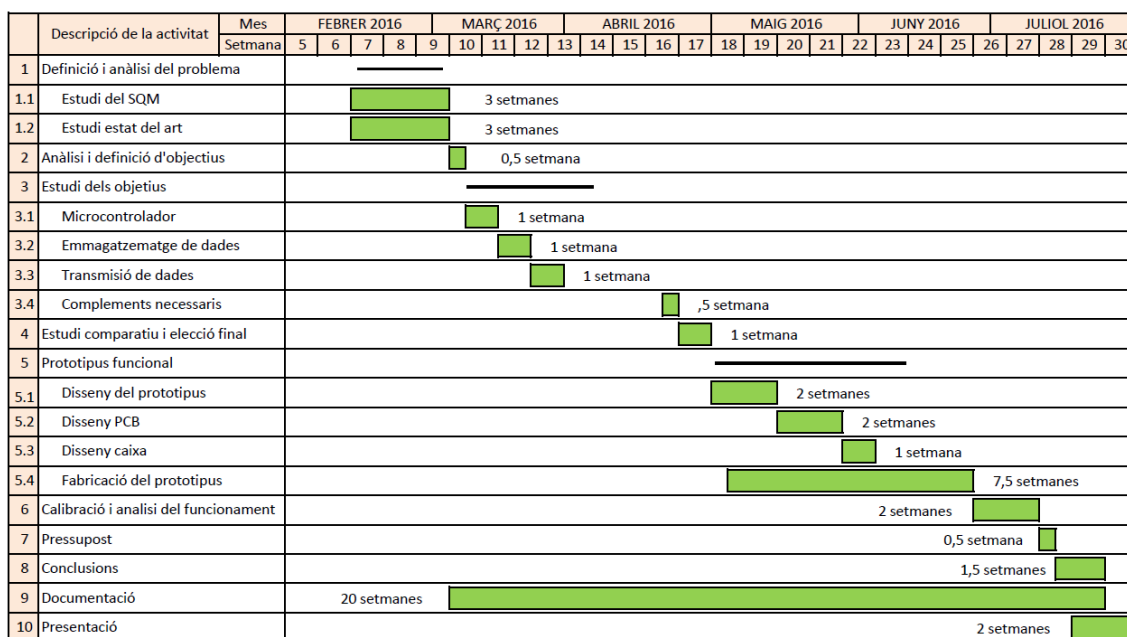 Descripció de la activitat Mes FEBRER 2016 MARÇ 2016 ABRIL 2016 MAIG 2016 JUNY 2016 JULIOL 2016
Setmana 5 6 7 8 9 10 11 12 13 14 15 16 17 18 19 20 21 22 23 24 25 26 27 28 29 30
1 Definició i anàlisi del problema
1.1 Estudi del SQM 3 setmanes
1.2 Estudi estat del art 3 setmanes
2 Anàlisi i definició d'objectius 0,5 setmana
3 Estudi dels objetius
3.1 Microcontrolador 1 setmana
3.2 Emmagatzematge de dades 1 setmana
3.3 Transmisió de dades 1 setmana
3.4 Complements necessaris ,5 setmana
4 Estudi comparatiu i elecció final 1 setmana
5 Prototipus funcional
5.1 Disseny del prototipus 2 setmanes
5.2 Disseny PCB 2 setmanes
5.3 Disseny caixa 1 setmana
5.4 Fabricació del prototipus 7,5 setmanes
6 Calibració i analisi del funcionament 2 setmanes
7 Pressupost 0,5 setmana
8 Conclusions 1,5 setmanes
9 Documentació 20 setmanes
10 Presentació 2 setmanes